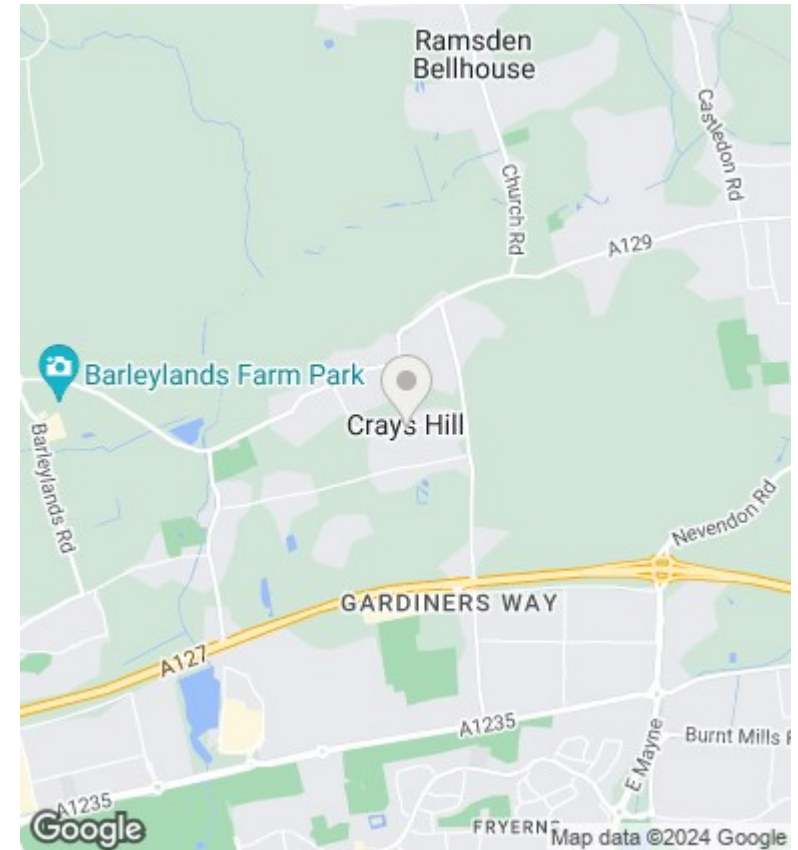 Ramsden
Bellhouse
Castledon Rd
Church Rd
A129
Barleylands Farm Park
Crays Hill
Barleylands Rd
Nevendon Rd
GARDINERS WAY
A127
A1235
E Mayne
Burnt Mills R
A1235
FRYERN
Google
Map data ©2024 Google